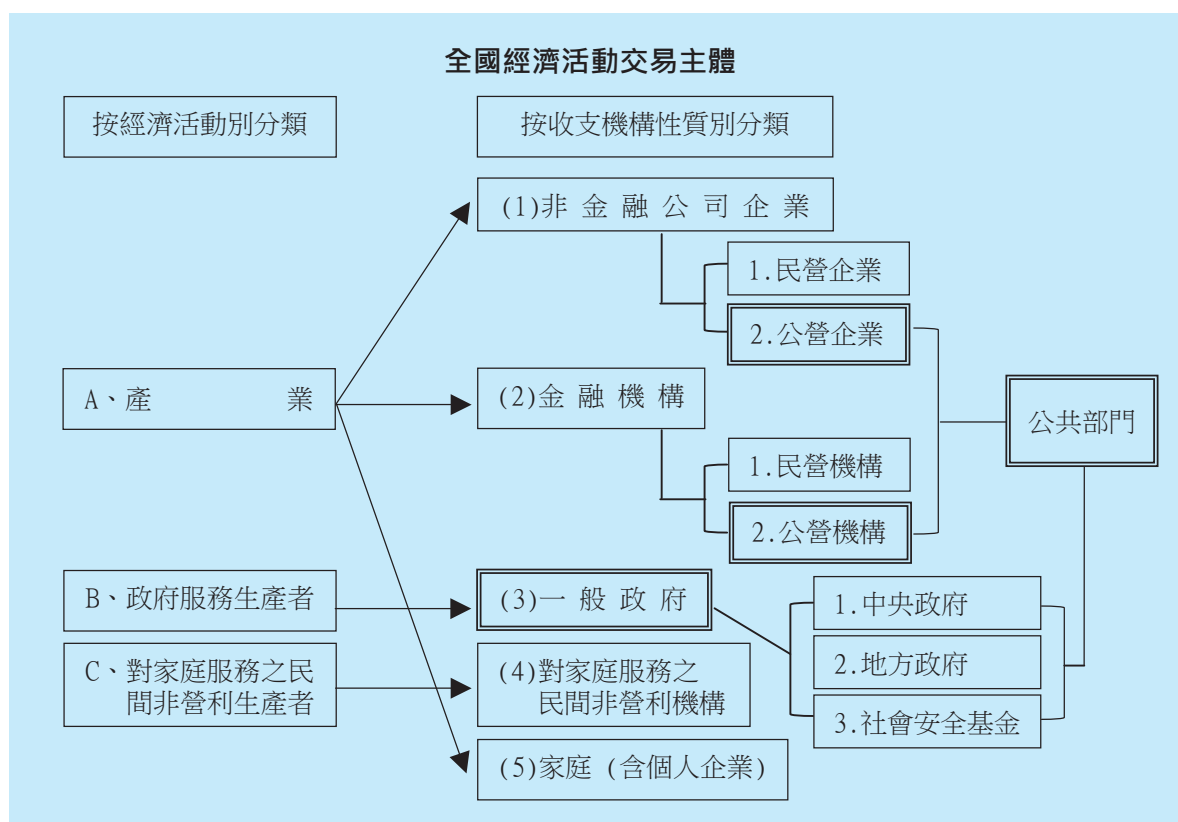 全國經濟活動交易主體
按經濟活動別分類
按收支機構性質別分類
(1)非金融公司企業
1.民營企業
2.公營企業
A、產 業
(2)金融機構
公共部門
1.民營機構
2.公營機構
B、政府服務生產者
(3)一般政府
1.中央政府
2.地方政府
3.社會安全基金
C、對家庭服務之民
間非營利生產者
(4)對家庭服務之
民間非營利機構
(5)家庭 (含個人企業)